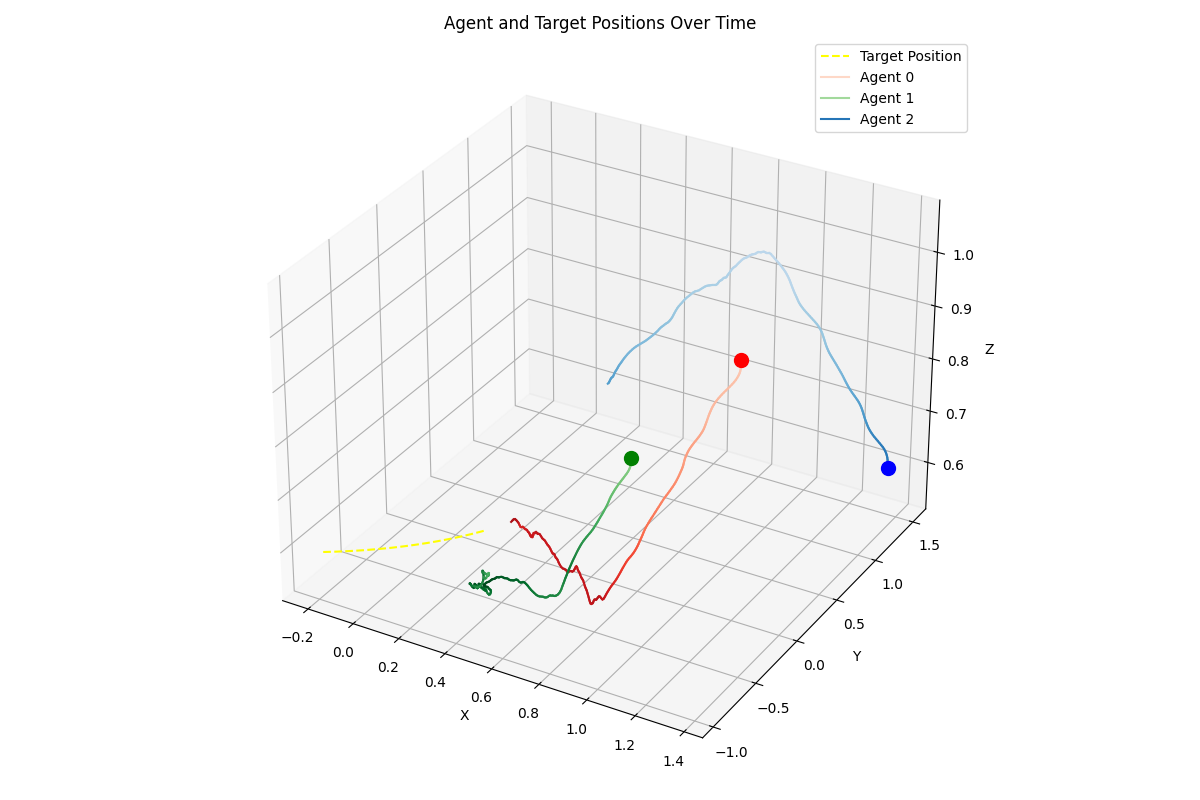 Agent and Target Positions Over Time
Target Position
Agent 0
Agent 1
Agent 2
1.0
0.9
0.8
0.7
0.6
Z
1.5
1.0
0.5
0.0
−0.5
−1.0
Y
−0.2
0.0
0.2
0.4
0.6
0.8
1.0
1.2
1.4
X